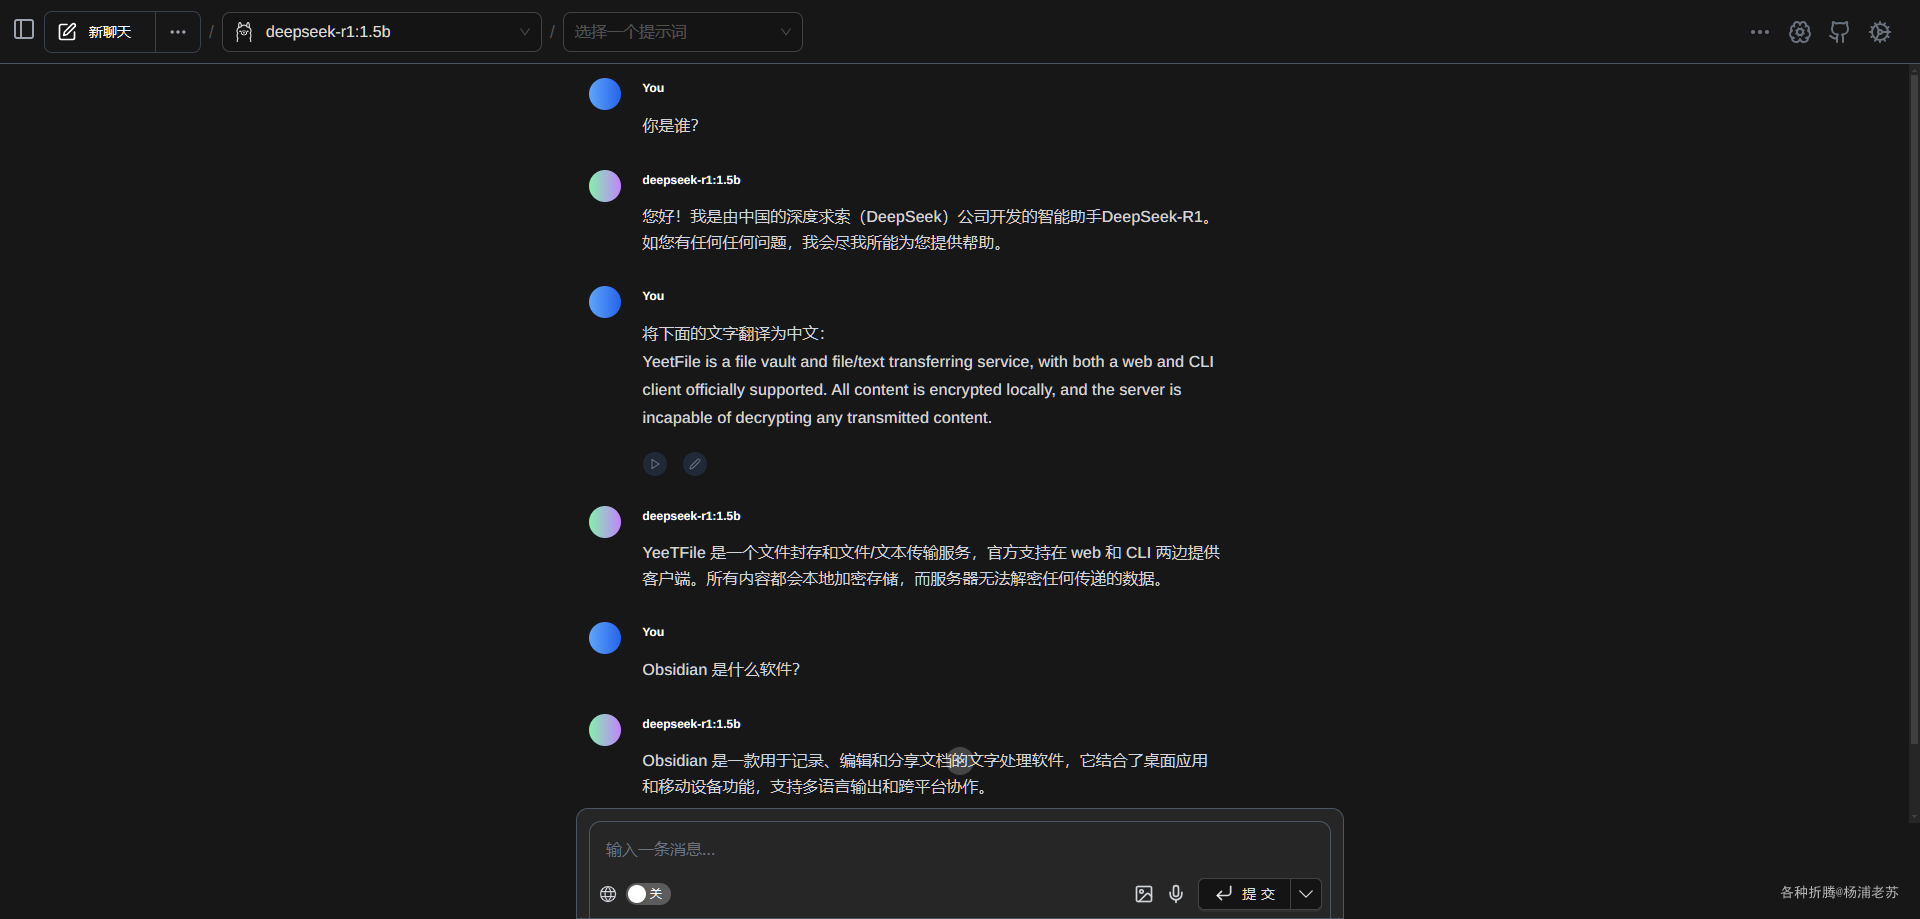 新聊天
deepseek-r1:1.5b
选择一个提示词
You
你是谁？
deepseek-r1:1.5b
您好！我是由中国的深度求索（DeepSeek）公司开发的智能助手DeepSeek-R1。
如您有任何任何问题，我会尽我所能为您提供帮助。
You
将下面的文字翻译为中文：
YeetFile is a file vault and file/text transferring service, with both a web and CLI
client officially supported. All content is encrypted locally, and the server is
incapable of decrypting any transmitted content.
deepseek-r1:1.5b
YeeTFile 是一个文件封存和文件/文本传输服务，官方支持在 web 和 CLI 两边提供
客户端。所有内容都会本地加密存储，而服务器无法解密任何传递的数据。
You
Obsidian 是什么软件？
deepseek-r1:1.5b
Obsidian 是一款用于记录、编辑和分享文档的文字处理软件，它结合了桌面应用
和移动设备功能，支持多语言输出和跨平台协作。
输入一条消息...
关
提 交
各种折腾@杨浦老苏